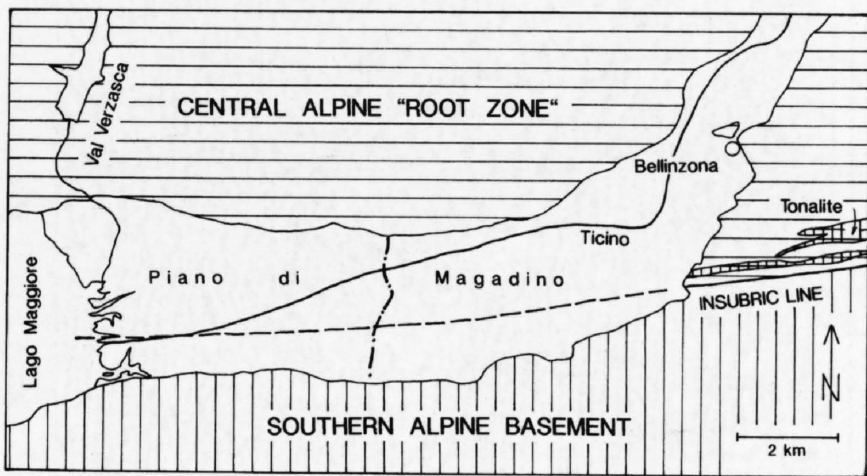 CENTRAL ALPINE "ROOT ZONE"
Val Verzasca
Bellinzona
Tonalite
Ticino
Piano di Magadino
Lago Maggiore
INSUBRIC LINE
N
SOUTHERN ALPINE BASEMENT
2 km